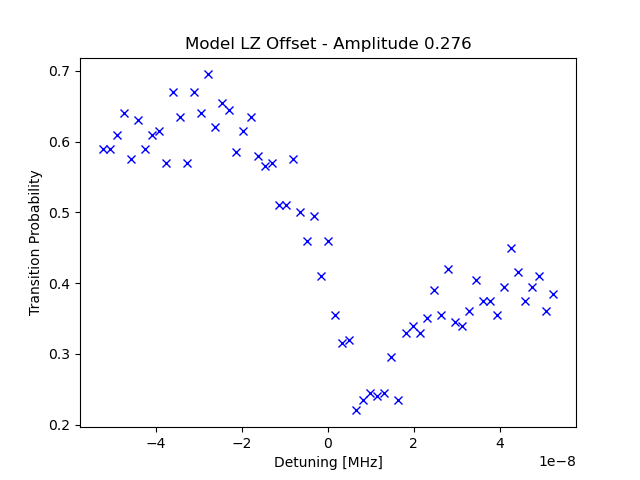 Model LZ Offset - Amplitude 0.276
Transition Probability
0.7
0.6
0.5
0.4
0.3
0.2
−4 −2 0 2 4
1e−8
Detuning [MHz]